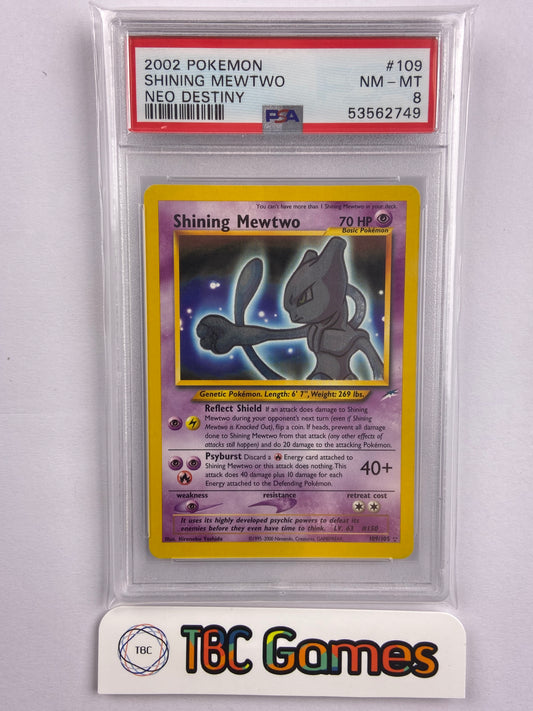 2002 POKEMON #109
SHINING MEWTWO NM - MT
NEO DESTINY 8
PSA 53562749
You can't have more than 1 Shining Mewtwo in your deck.
Shining Mewtwo 70 HP
Basic Pokémon
Genetic Pokémon. Length: 6' 7", Weight: 269 lbs.
Reflect Shield If an attack does damage to Shining
Mewtwo during your opponent's next turn (even if Shining
Mewtwo is Knocked Out), flip a coin. If heads, prevent all damage
done to Shining Mewtwo from that attack (any other effects of
attacks still happen) and do 20 damage to the attacking Pokémon.
Psyburst Discard a Energy card attached to
Shining Mewtwo or this attack does nothing. This
attack does 40 damage plus 10 damage for each
Energy attached to the Defending Pokémon.
40+
weakness resistance retreat cost
It uses its highly developed psychic powers to defeat its
enemies before they even have time to think. LV. 63 #150
Illus. Hironobu Yoshida ©1995-2000 Nintendo, Creatures, GAMEFREAK. 109/105
TBC TBC Games